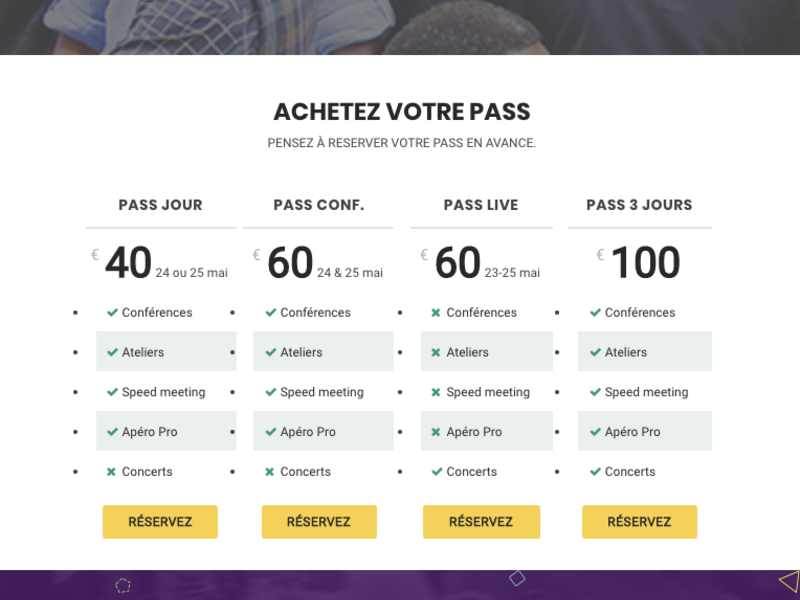 ACHETEZ VOTRE PASS
PENSEZ À RESERVER VOTRE PASS EN AVANCE.
PASS JOUR
€ 40 24 ou 25 mai
Conférences
Ateliers
Speed meeting
Apéro Pro
Concerts
RÉSERVEZ
PASS CONF.
€ 60 24 & 25 mai
Conférences
Ateliers
Speed meeting
Apéro Pro
Concerts
RÉSERVEZ
PASS LIVE
€ 60 23-25 mai
Conférences
Ateliers
Speed meeting
Apéro Pro
Concerts
RÉSERVEZ
PASS 3 JOURS
€ 100
Conférences
Ateliers
Speed meeting
Apéro Pro
Concerts
RÉSERVEZ